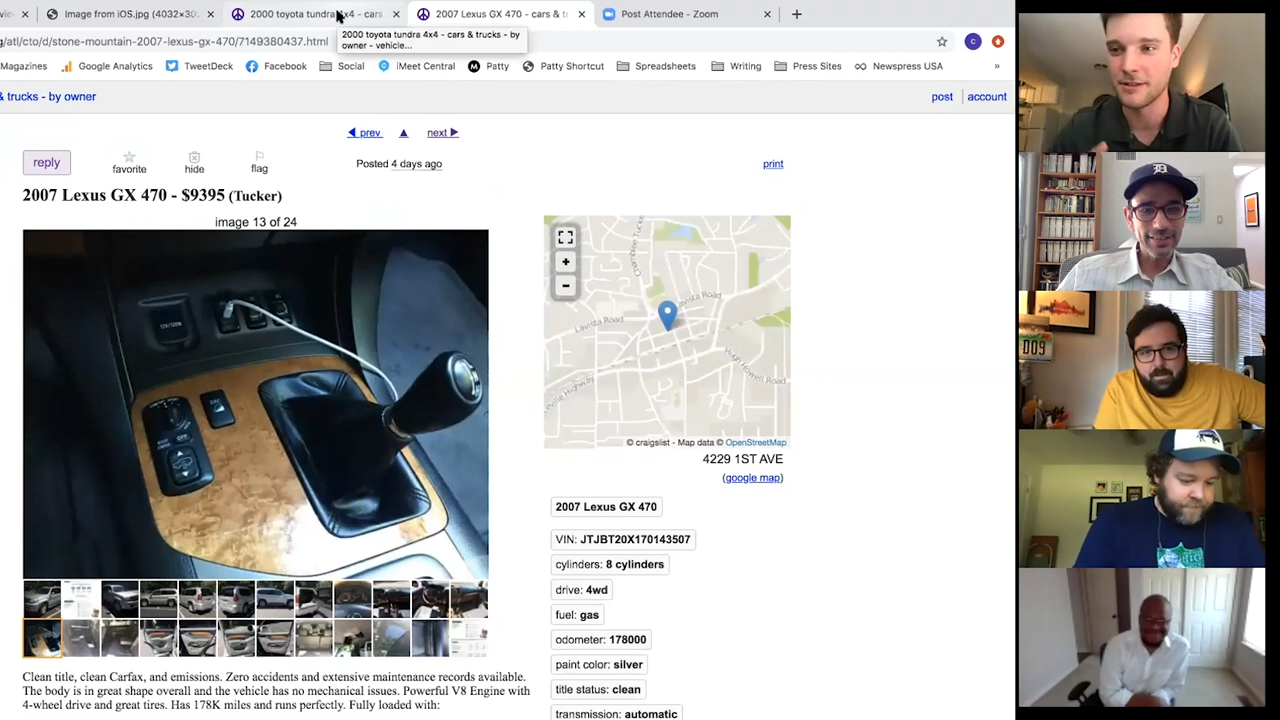 Image from iOS.jpg (4032×30
2000 toyota tundra 4x4 - cars
2007 Lexus GX 470 - cars & t
Post Attendee - Zoom
g/atl/cto/d/stone-mountain-2007-lexus-gx-470/7149380437.html
2000 toyota tundra 4x4 - cars & trucks - by
owner - vehicle...
C
Magazines
Google Analytics
TweetDeck
Facebook
Social
iMeet Central
Patty
Patty Shortcut
Spreadsheets
Writing
Press Sites
Newspress USA
»
& trucks - by owner
post
account
prev
next
reply
favorite
hide
flag
Posted 4 days ago
print
2007 Lexus GX 470 - $9395 (Tucker)
image 13 of 24
Lavista Road
Lavista Road
Hugh Howell Road
© craigslist - Map data © OpenStreetMap
4229 1ST AVE
(google map)
2007 Lexus GX 470
VIN: JTJBT20X170143507
cylinders: 8 cylinders
drive: 4wd
fuel: gas
odometer: 178000
paint color: silver
title status: clean
transmission: automatic
Clean title, clean Carfax, and emissions. Zero accidents and extensive maintenance records available.
The body is in great shape overall and the vehicle has no mechanical issues. Powerful V8 Engine with
4-wheel drive and great tires. Has 178K miles and runs perfectly. Fully loaded with:
D